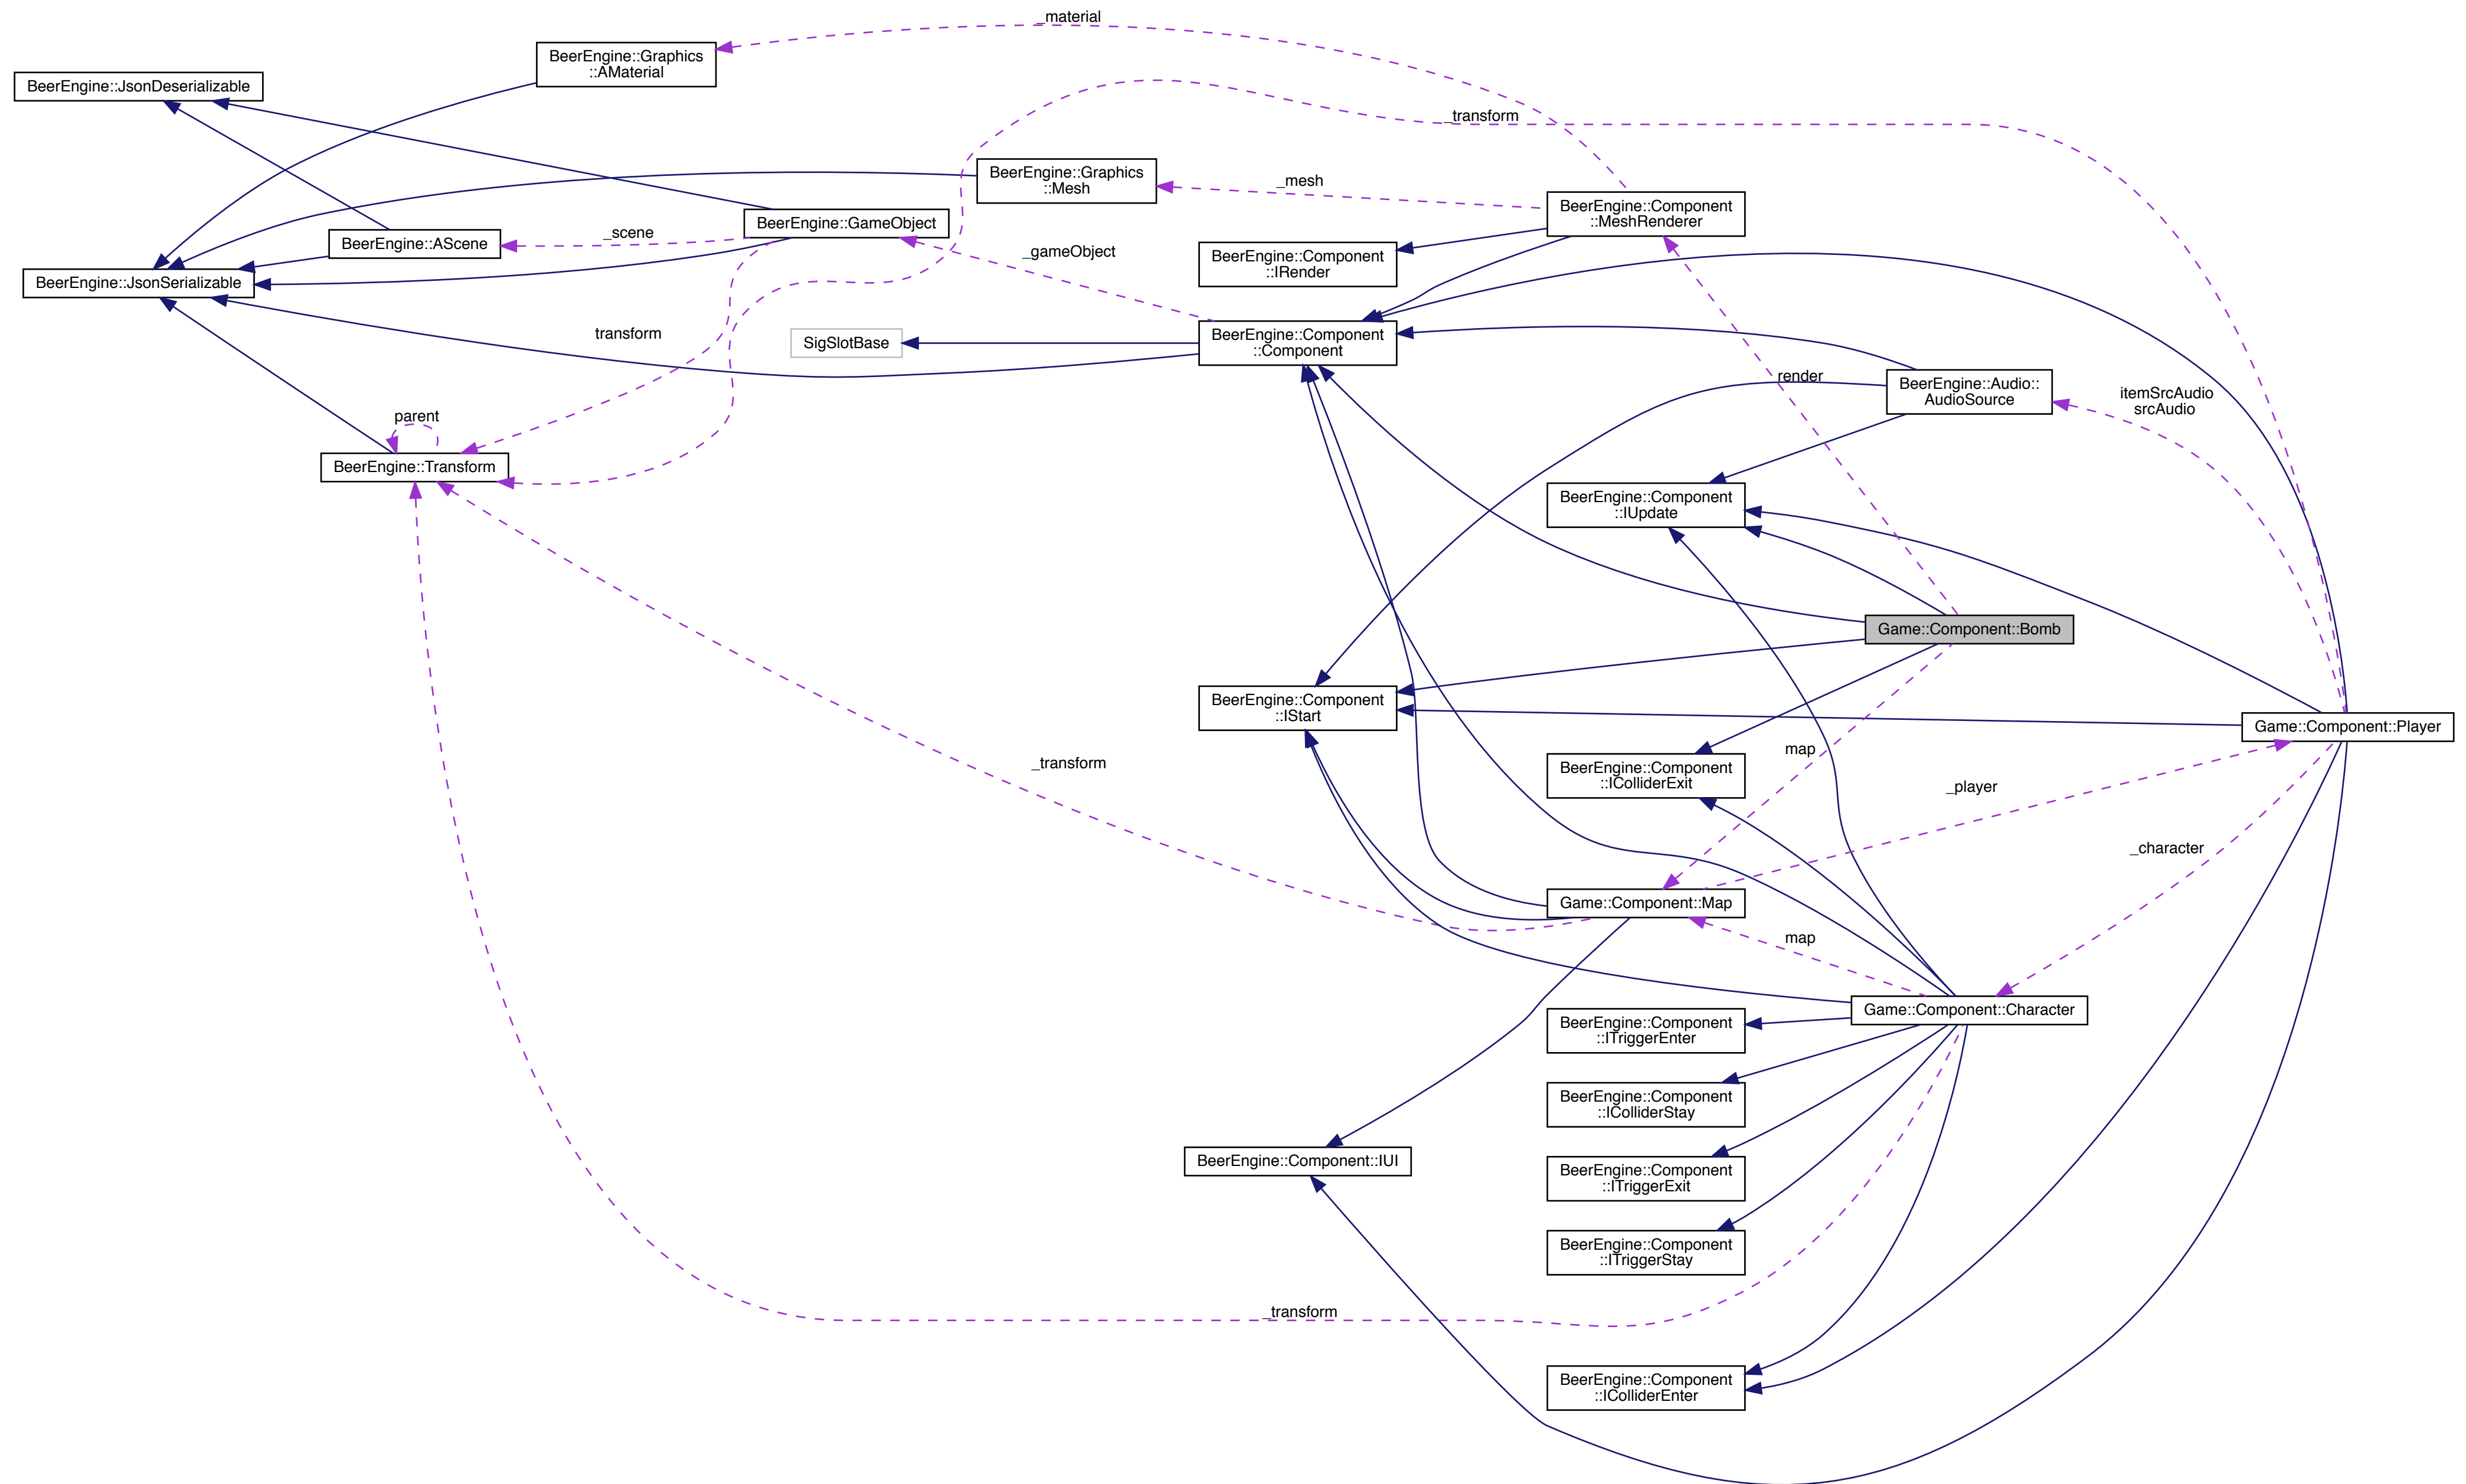 _material
BeerEngine::Graphics
::AMaterial
BeerEngine::JsonDeserializable
_transform
BeerEngine::Graphics
::Mesh
_mesh
BeerEngine::Component
::MeshRenderer
BeerEngine::GameObject
_scene
BeerEngine::AScene
_gameObject
BeerEngine::Component
::IRender
BeerEngine::JsonSerializable
transform
SigSlotBase
BeerEngine::Component
::Component
render
BeerEngine::Audio::
AudioSource
itemSrcAudio
srcAudio
parent
BeerEngine::Transform
BeerEngine::Component
::IUpdate
Game::Component::Bomb
BeerEngine::Component
::IStart
Game::Component::Player
_transform
map
BeerEngine::Component
::IColliderExit
_player
_character
Game::Component::Map
map
Game::Component::Character
BeerEngine::Component
::ITriggerEnter
BeerEngine::Component
::IColliderStay
BeerEngine::Component::IUI
BeerEngine::Component
::ITriggerExit
BeerEngine::Component
::ITriggerStay
_transform
BeerEngine::Component
::IColliderEnter